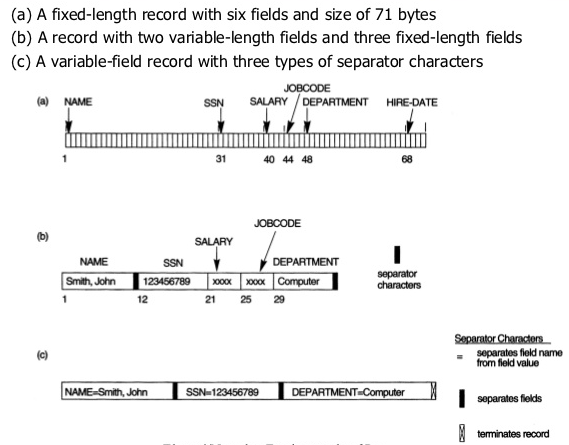 (a) A fixed-length record with six fields and size of 71 bytes
(b) A record with two variable-length fields and three fixed-length fields
(c) A variable-field record with three types of separator characters
JOBCODE
(a) NAME SSN SALARY DEPARTMENT HIRE-DATE
1 31 40 44 48 68
JOBCODE
(b)
SALARY
NAME SSN DEPARTMENT
Smith, John 123456789 xxxx xxxx Computer
separator
characters
1 12 21 25 29
Separator Characters
(c)
= separates field name
from field value
NAME=Smith, John SSN=123456789 DEPARTMENT=Computer
separates fields
terminates record